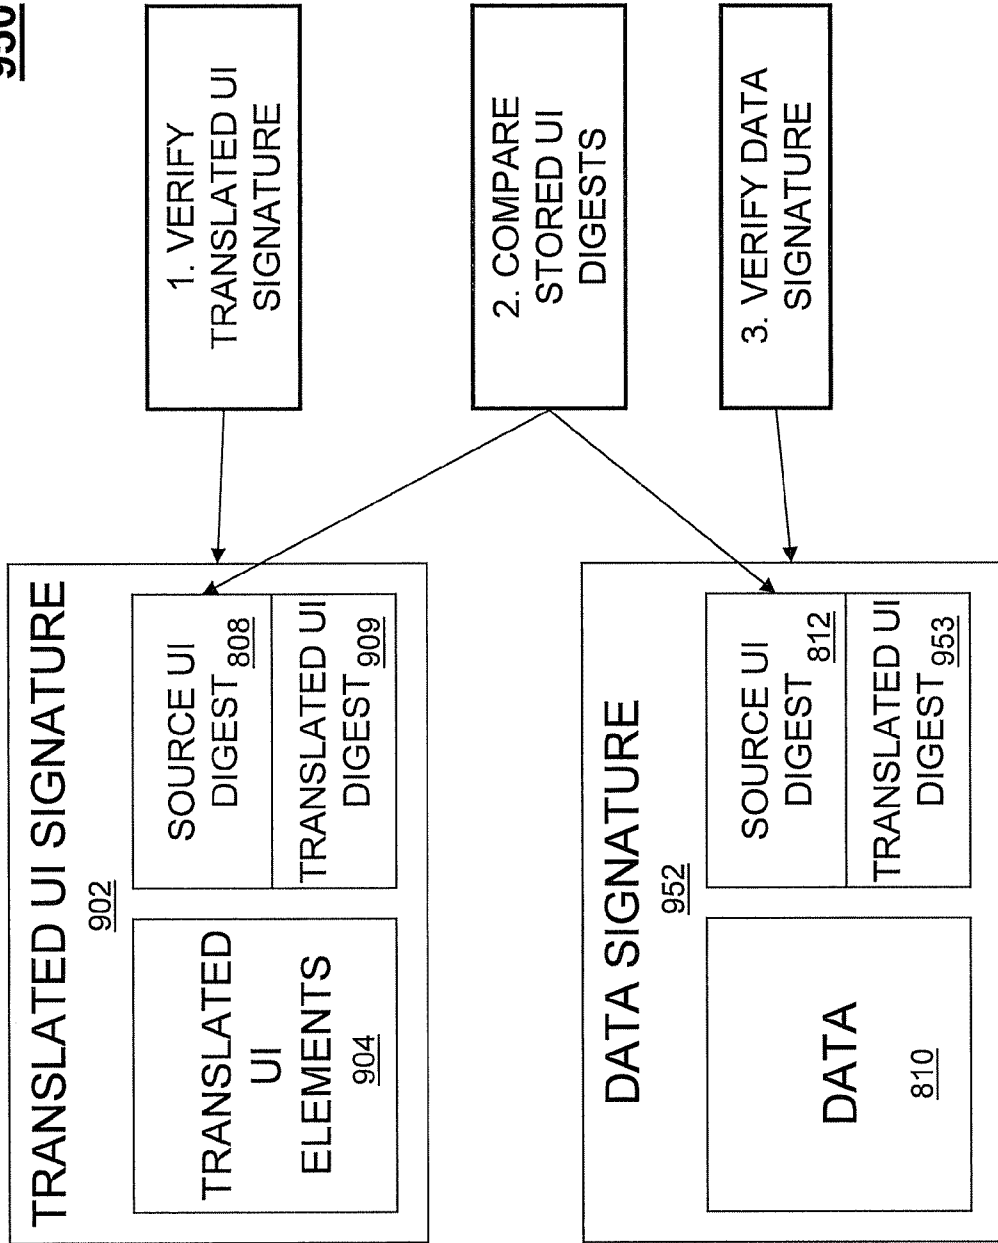 950
TRANSLATED UI SIGNATURE
902
TRANSLATED
UI
ELEMENTS
904
SOURCE UI
DIGEST 808
TRANSLATED UI
DIGEST 909
1. VERIFY
TRANSLATED UI
SIGNATURE
2. COMPARE
STORED UI
DIGESTS
DATA SIGNATURE
952
DATA
810
SOURCE UI
DIGEST 812
TRANSLATED UI
DIGEST 953
3. VERIFY DATA
SIGNATURE